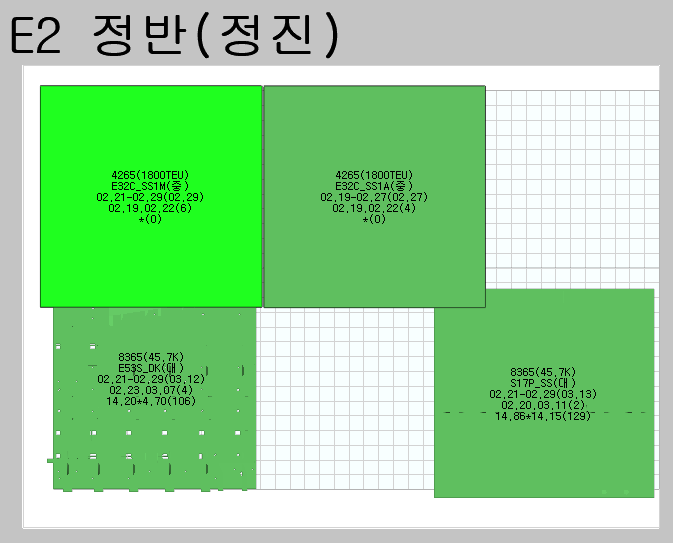 E2 정반(정진)
4265(1800TEU)
E32C_SS1M(중)
02,21-02,29(02,29)
02,19,02,22(6)
*(0)
4265(1800TEU)
E32C_SS1A(중)
02,19-02,27(02,27)
02,19,02,22(4)
*(0)
8365(45,7K)
E53S_DK(대)
02,21-02,29(03,12)
02,23,03,07(4)
14,20*4,70(106)
8365(45,7K)
S17P_SS(대)
02,21-02,29(03,13)
02,20,03,11(2)
14,86*14,15(129)